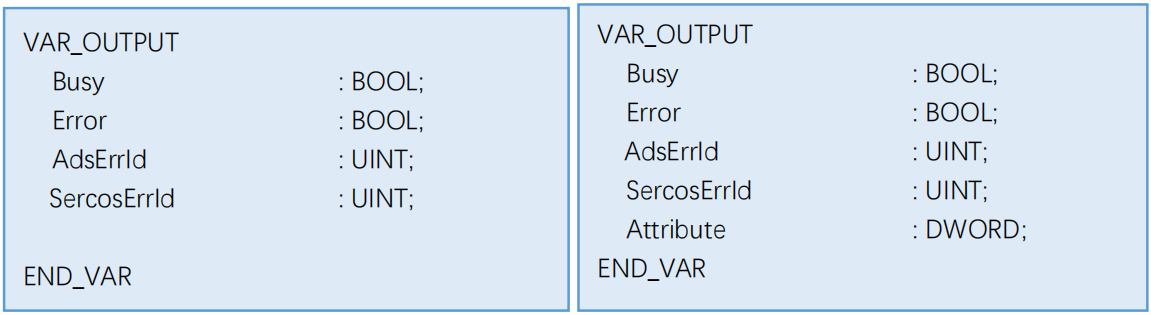 VAR_OUTPUT
Busy : BOOL;
Error : BOOL;
AdsErrId : UINT;
SercosErrId : UINT;
END_VAR
VAR_OUTPUT
Busy : BOOL;
Error : BOOL;
AdsErrId : UINT;
SercosErrId : UINT;
Attribute : DWORD;
END_VAR